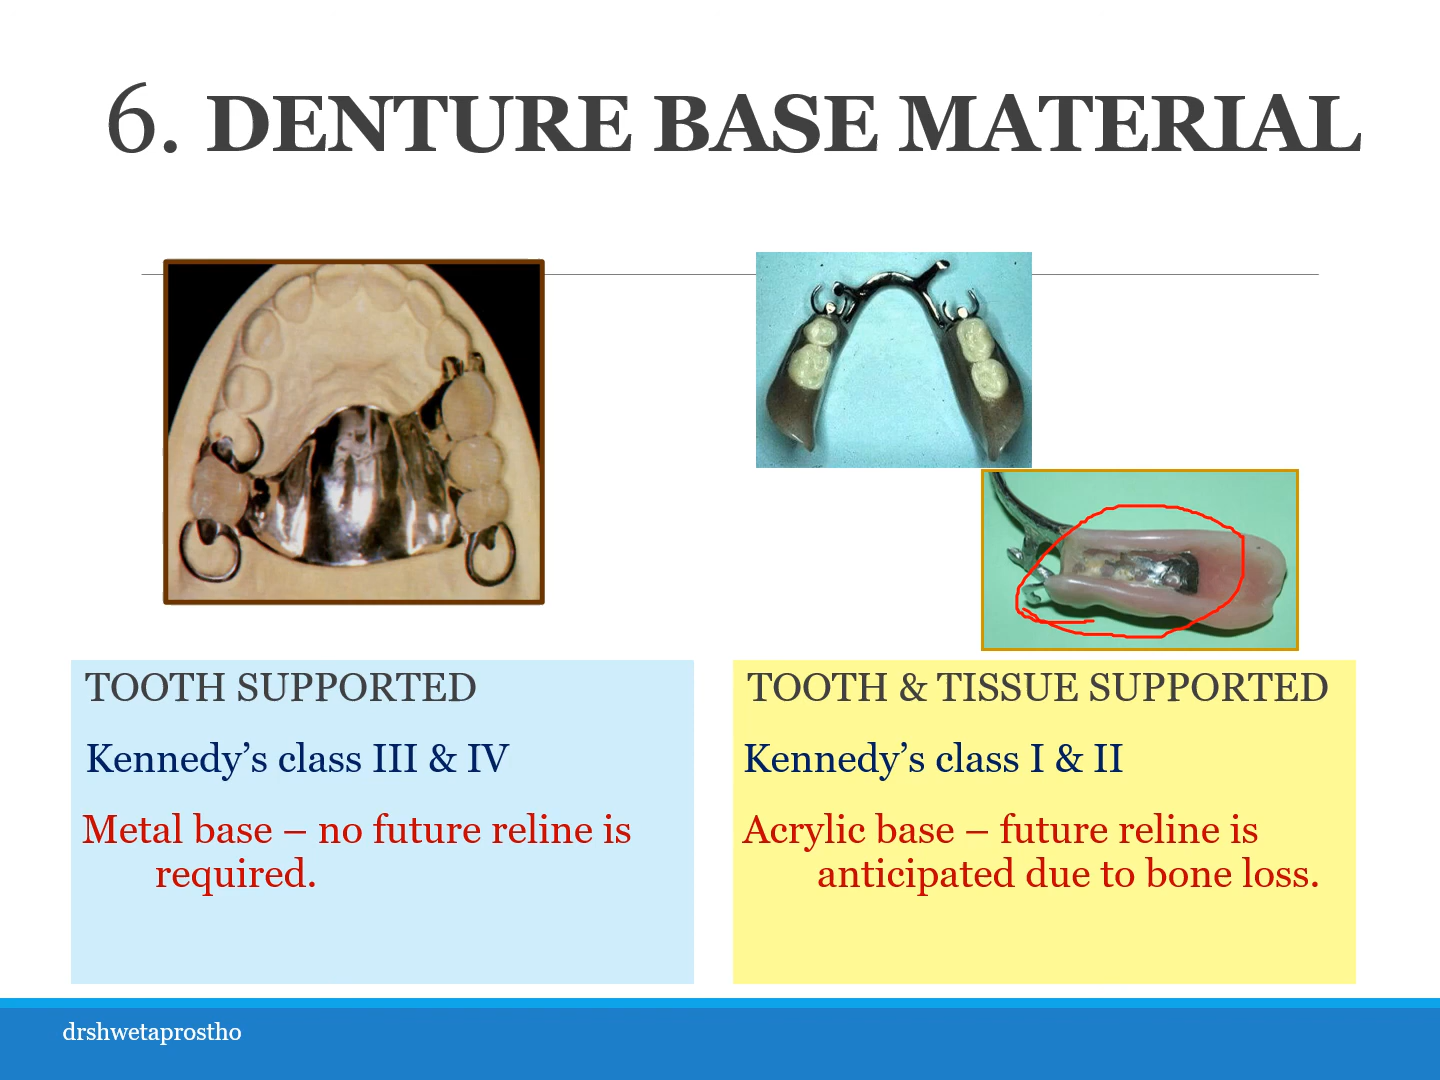 6. DENTURE BASE MATERIAL
TOOTH SUPPORTED
Kennedy’s class III & IV
Metal base – no future reline is
required.
TOOTH & TISSUE SUPPORTED
Kennedy’s class I & II
Acrylic base – future reline is
anticipated due to bone loss.
drshwetaprostho